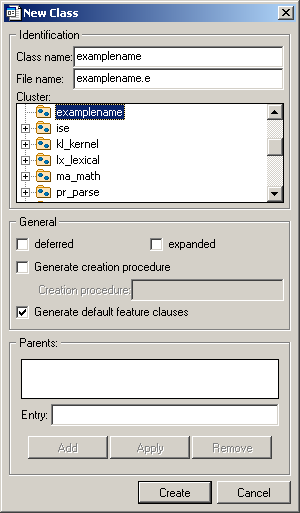 New Class
Identification
Class name: examplename
File name: examplename.e
Cluster:
examplename
ise
kl_kernel
lx_lexical
ma_math
pr_parse
General
deferred expanded
Generate creation procedure
Creation procedure:
Generate default feature clauses
Parents:
Entry:
Add Apply Remove
Create Cancel